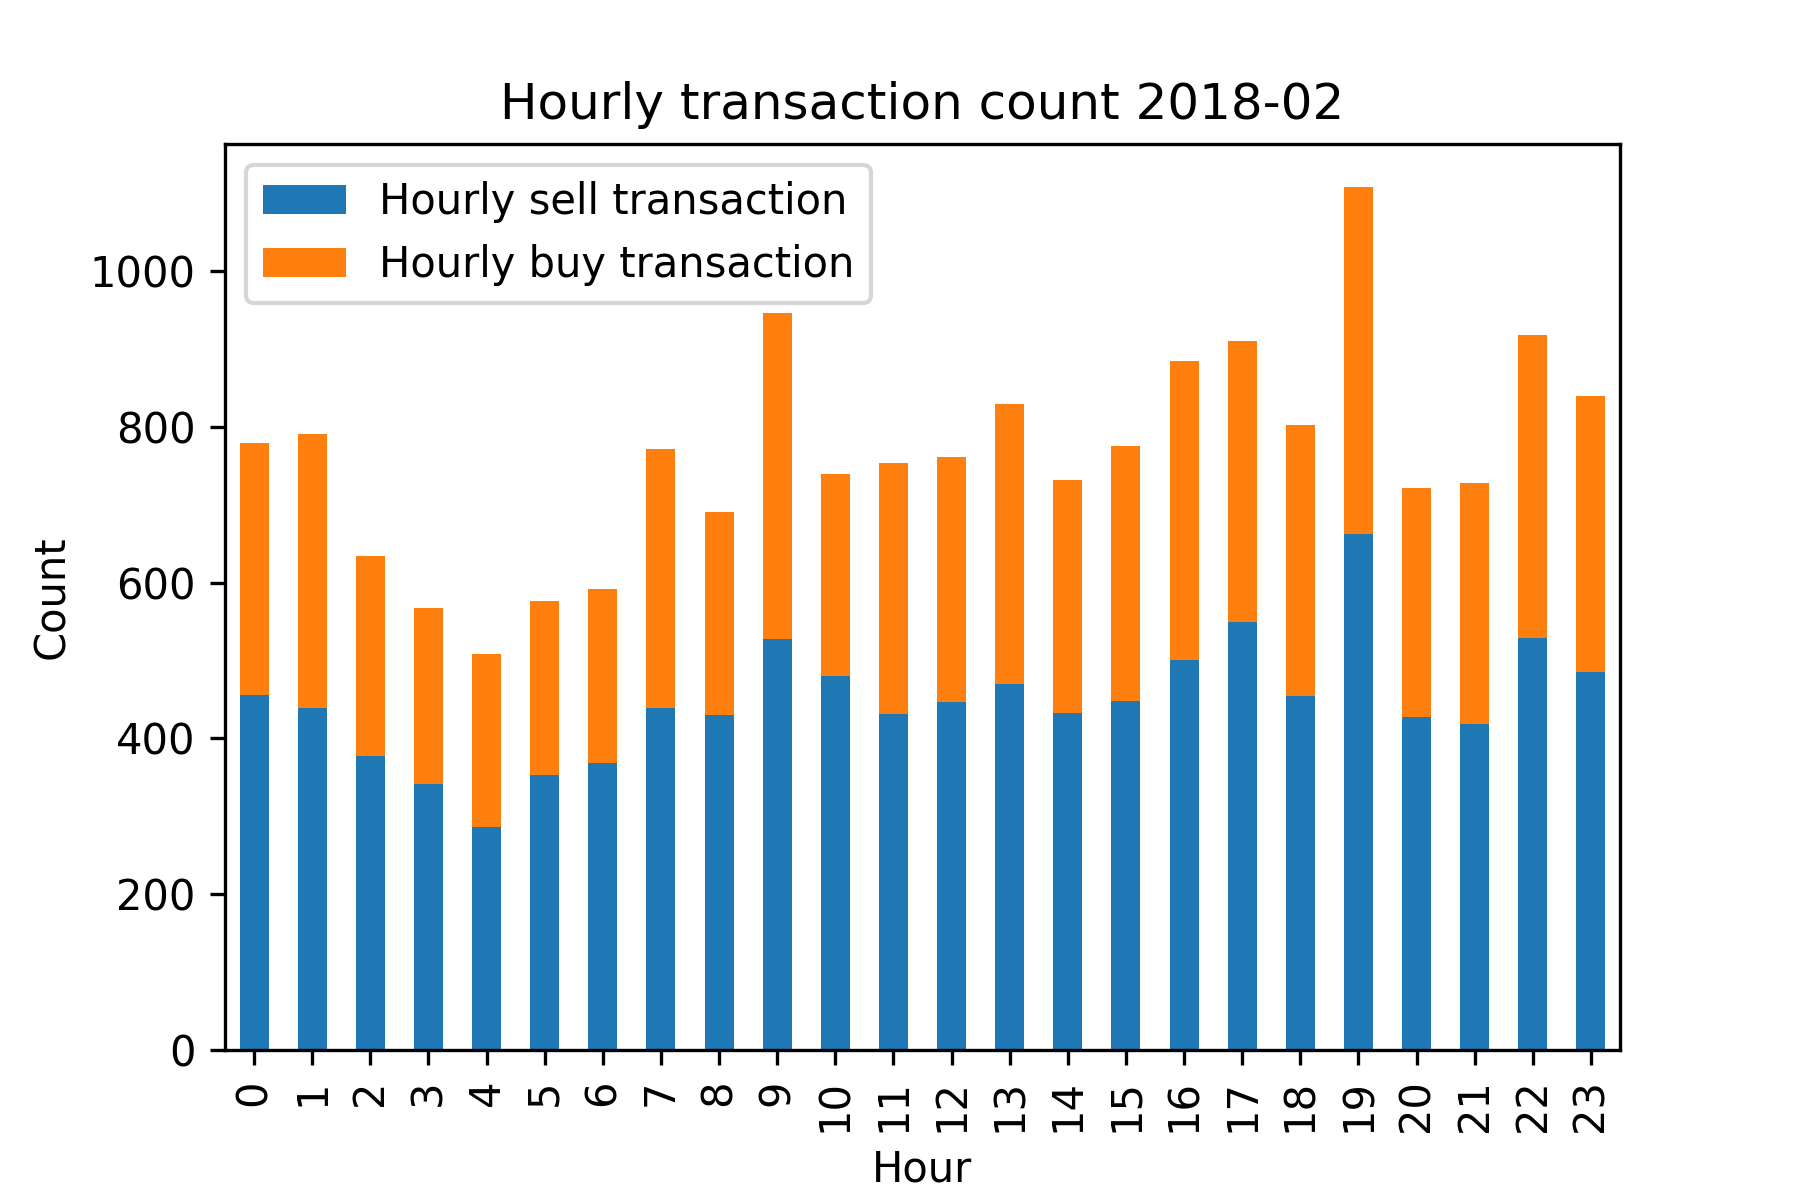 Hourly transaction count 2018-02
Hourly sell transaction
Hourly buy transaction
1000
800
600
400
200
0
Count
0 1 2 3 4 5 6 7 8 9 10 11 12 13 14 15 16 17 18 19 20 21 22 23
Hour